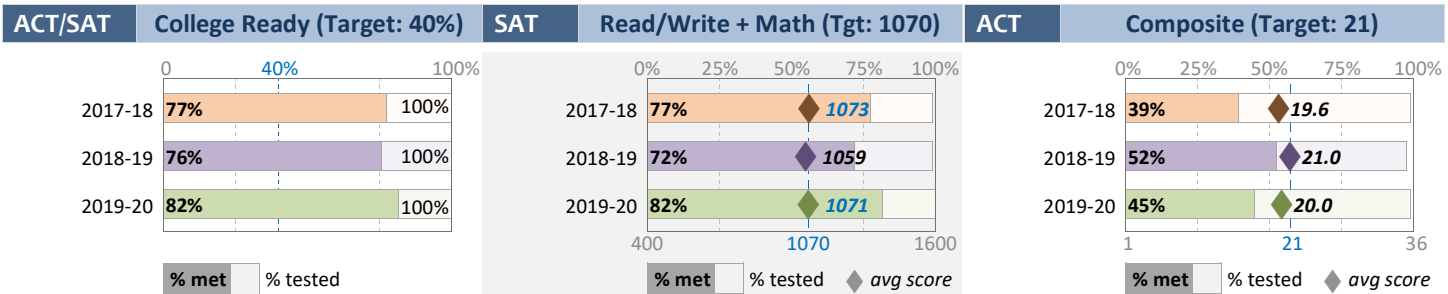 ACT/SAT College Ready (Target: 40%)
0 40% 100%
2017-18 77% 100%
2018-19 76% 100%
2019-20 82% 100%
% met % tested
SAT Read/Write + Math (Tgt: 1070)
0% 25% 50% 75% 100%
2017-18 77% 1073
2018-19 72% 1059
2019-20 82% 1071
400 1070 1600
% met % tested avg score
ACT Composite (Target: 21)
0% 25% 50% 75% 100%
2017-18 39% 19.6
2018-19 52% 21.0
2019-20 45% 20.0
1 21 36
% met % tested avg score